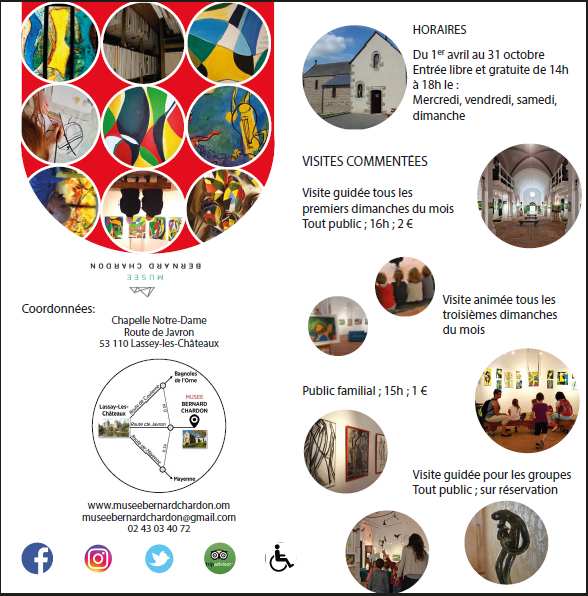 BERNARD CHARDON
MUSEE
Coordonnées:
Chapelle Notre-Dame
Route de Javron
53 110 Lassey-les-Châteaux
Bagnoles
de l'Orne
Lassay-Les-
Châteaux
Route de Couterne
MUSEE
BERNARD
CHARDON
Route de Javron
Mayenne
www.museebernardchardon.om
museebernardchardon@gmail.com
02 43 03 40 72
HORAIRES
Du 1er avril au 31 octobre
Entrée libre et gratuite de 14h
à 18h le :
Mercredi, vendredi, samedi,
dimanche
VISITES COMMENTÉES
Visite guidée tous les
premiers dimanches du mois
Tout public ; 16h ; 2 €
Visite animée tous les
troisièmes dimanches
du mois
Public familial ; 15h ; 1 €
Visite guidée pour les groupes
Tout public ; sur réservation